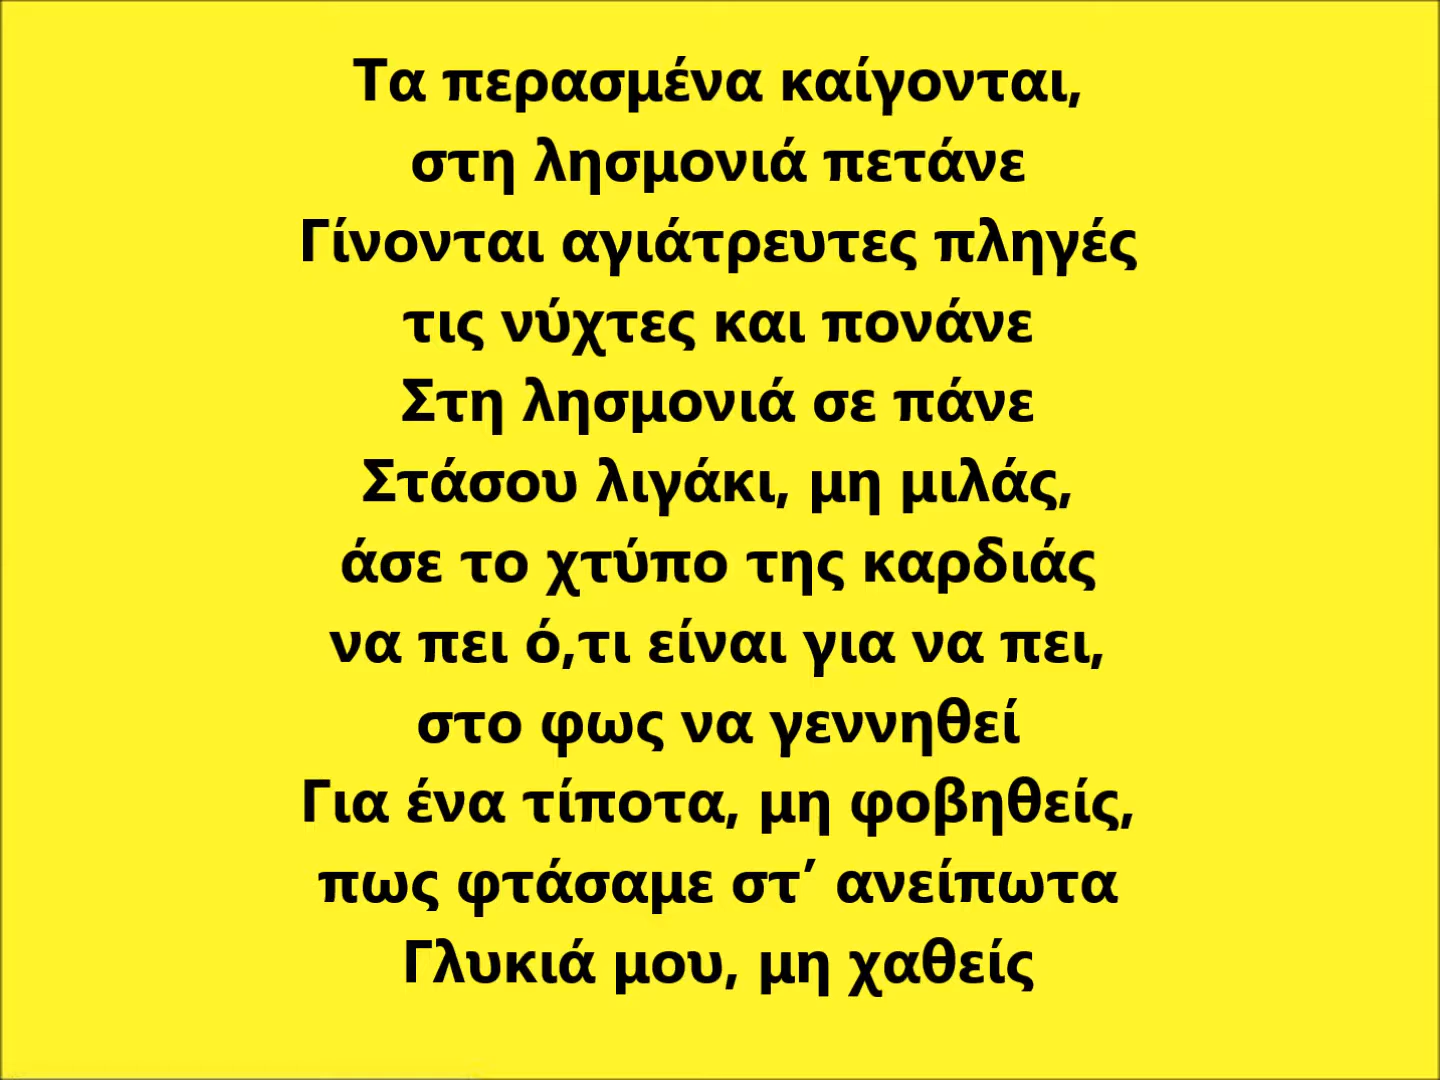 Τα περασμένα καίγονται,
στη λησμονιά πετάνε
Γίνονται αγιάτρευτες πληγές
τις νύχτες και πονάνε
Στη λησμονιά σε πάνε
Στάσου λιγάκι, μη μιλάς,
άσε το χτύπο της καρδιάς
να πει ό,τι είναι για να πει,
στο φως να γεννηθεί
Για ένα τίποτα, μη φοβηθείς,
πως φτάσαμε στ’ ανείπωτα
Γλυκιά μου, μη χαθείς